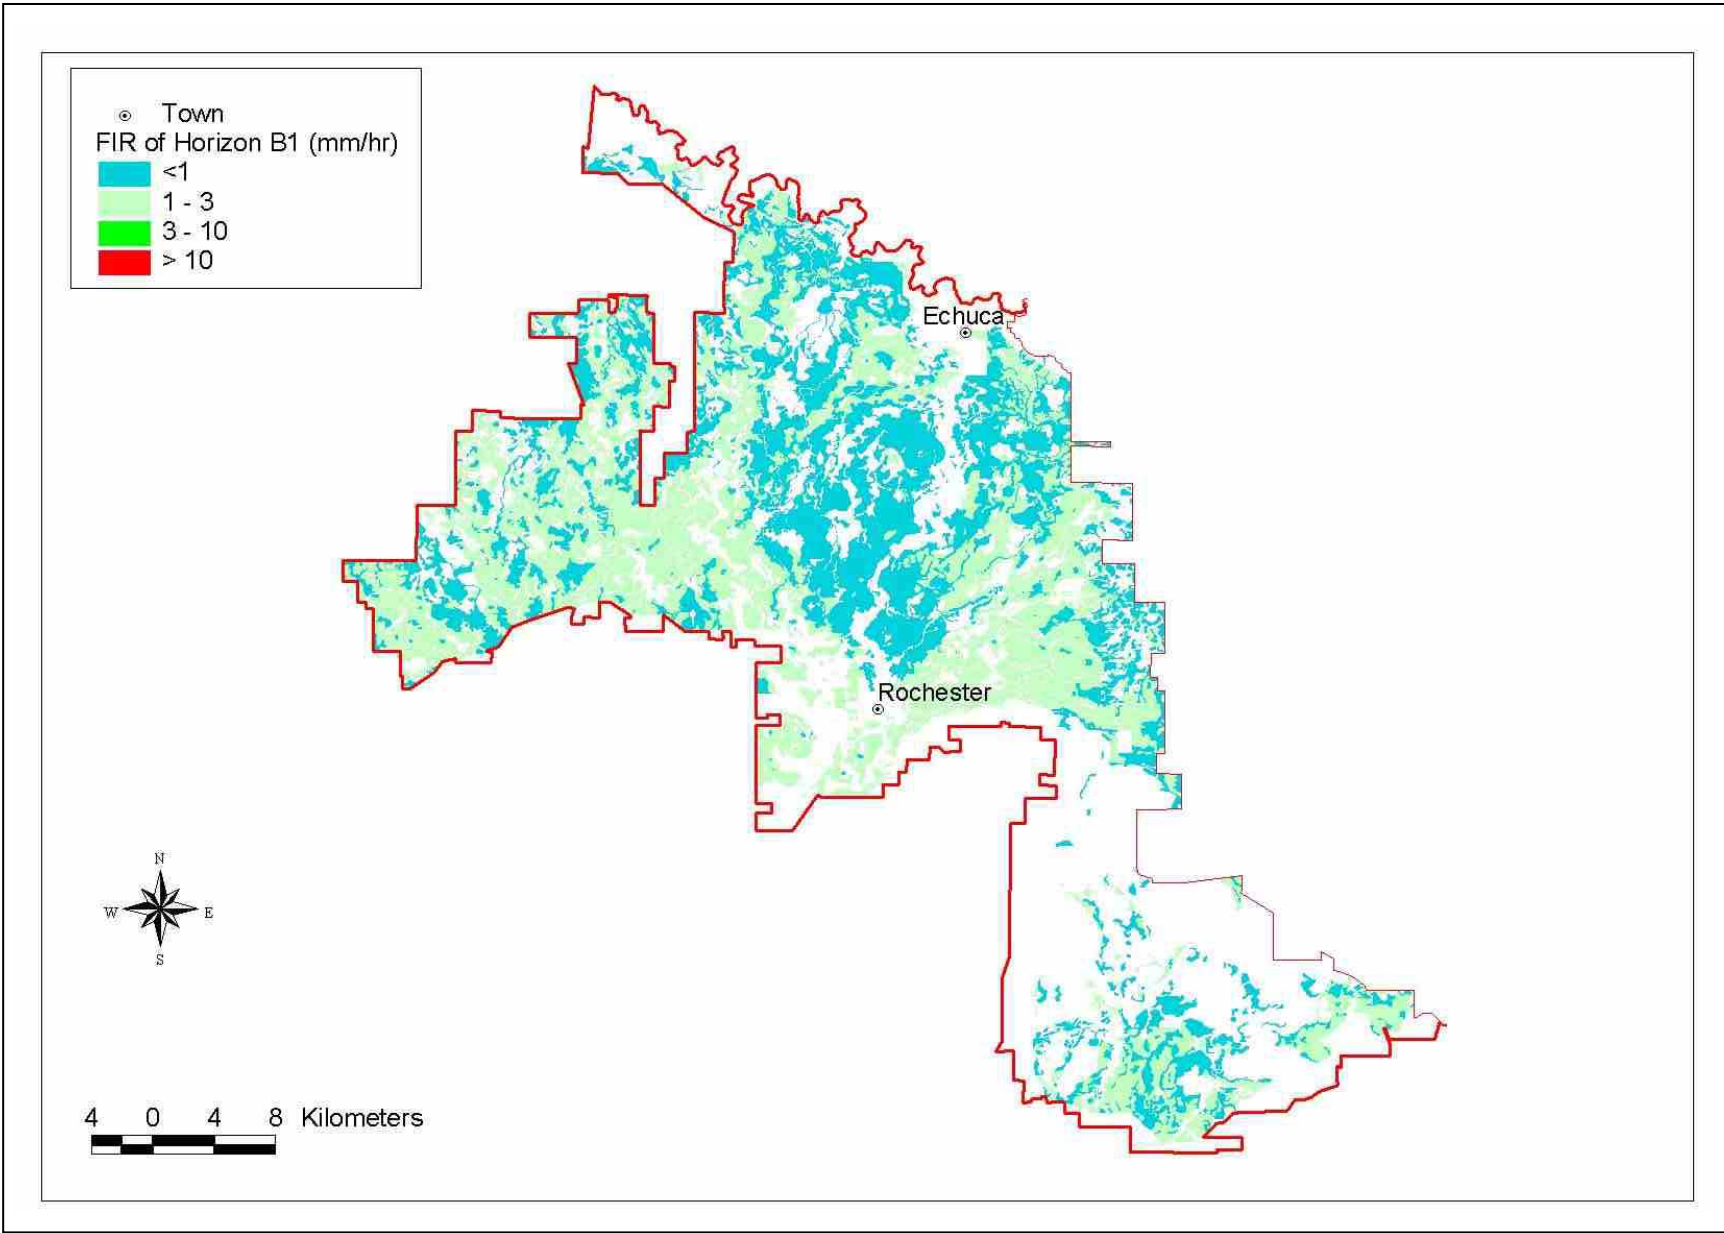 Town
FIR of Horizon B1 (mm/hr)
<1
1 - 3
3 - 10
> 10
Echuca
Rochester
N
W E
S
4 0 4 8 Kilometers